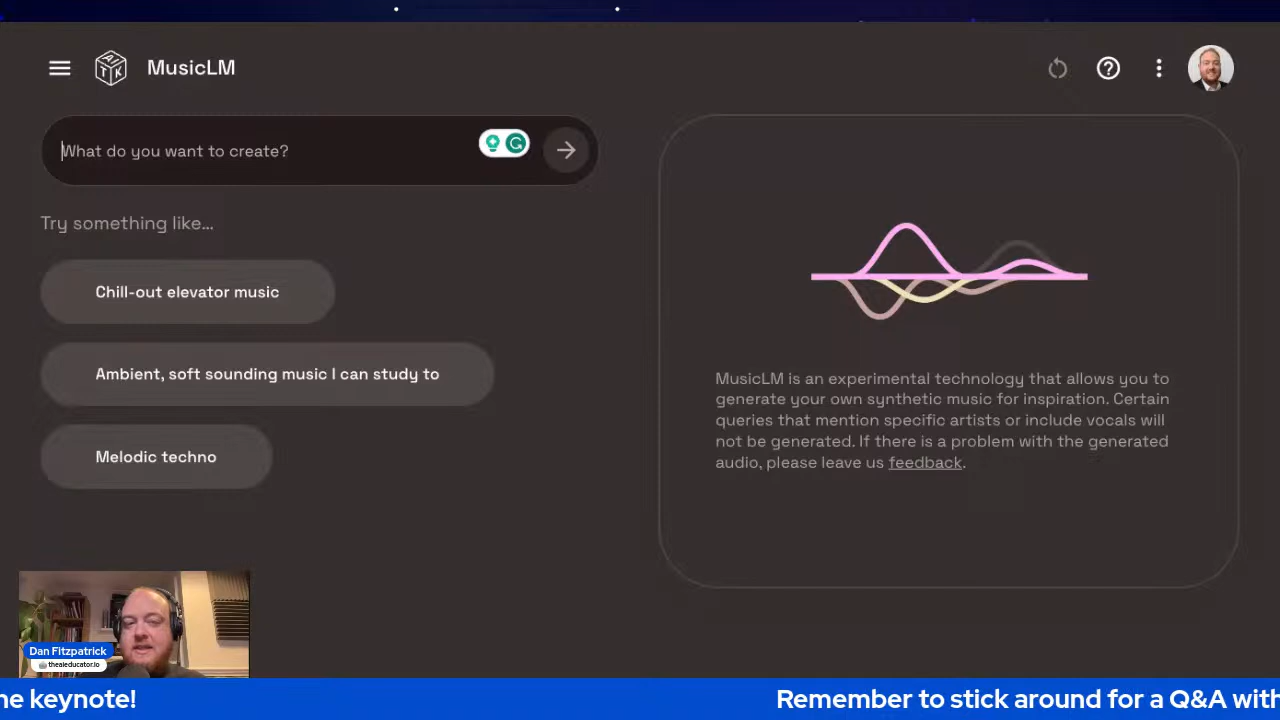 MusicLM
What do you want to create?
Try something like...
Chill-out elevator music
Ambient, soft sounding music I can study to
Melodic techno
MusicLM is an experimental technology that allows you to
generate your own synthetic music for inspiration. Certain
queries that mention specific artists or include vocals will
not be generated. If there is a problem with the generated
audio, please leave us feedback.
Dan Fitzpatrick
theaieducator.io
he keynote!
Remember to stick around for a Q&A with